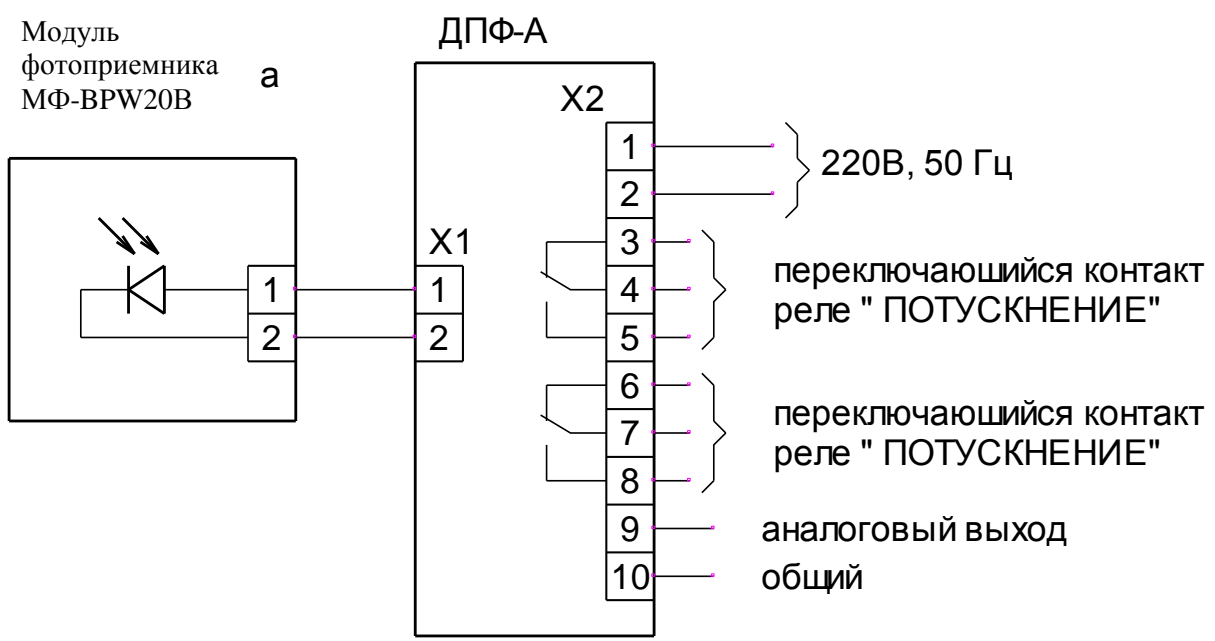 Модуль
фотоприемника
МФ-BPW20B
а
ДПФ-А
X2
1
220В, 50 Гц
2
X1
3
переключаюшийся контакт
реле " ПОТУСКНЕНИЕ"
1
1
4
2
2
5
6
переключаюшийся контакт
реле " ПОТУСКНЕНИЕ"
7
8
9
аналоговый выход
10
общий